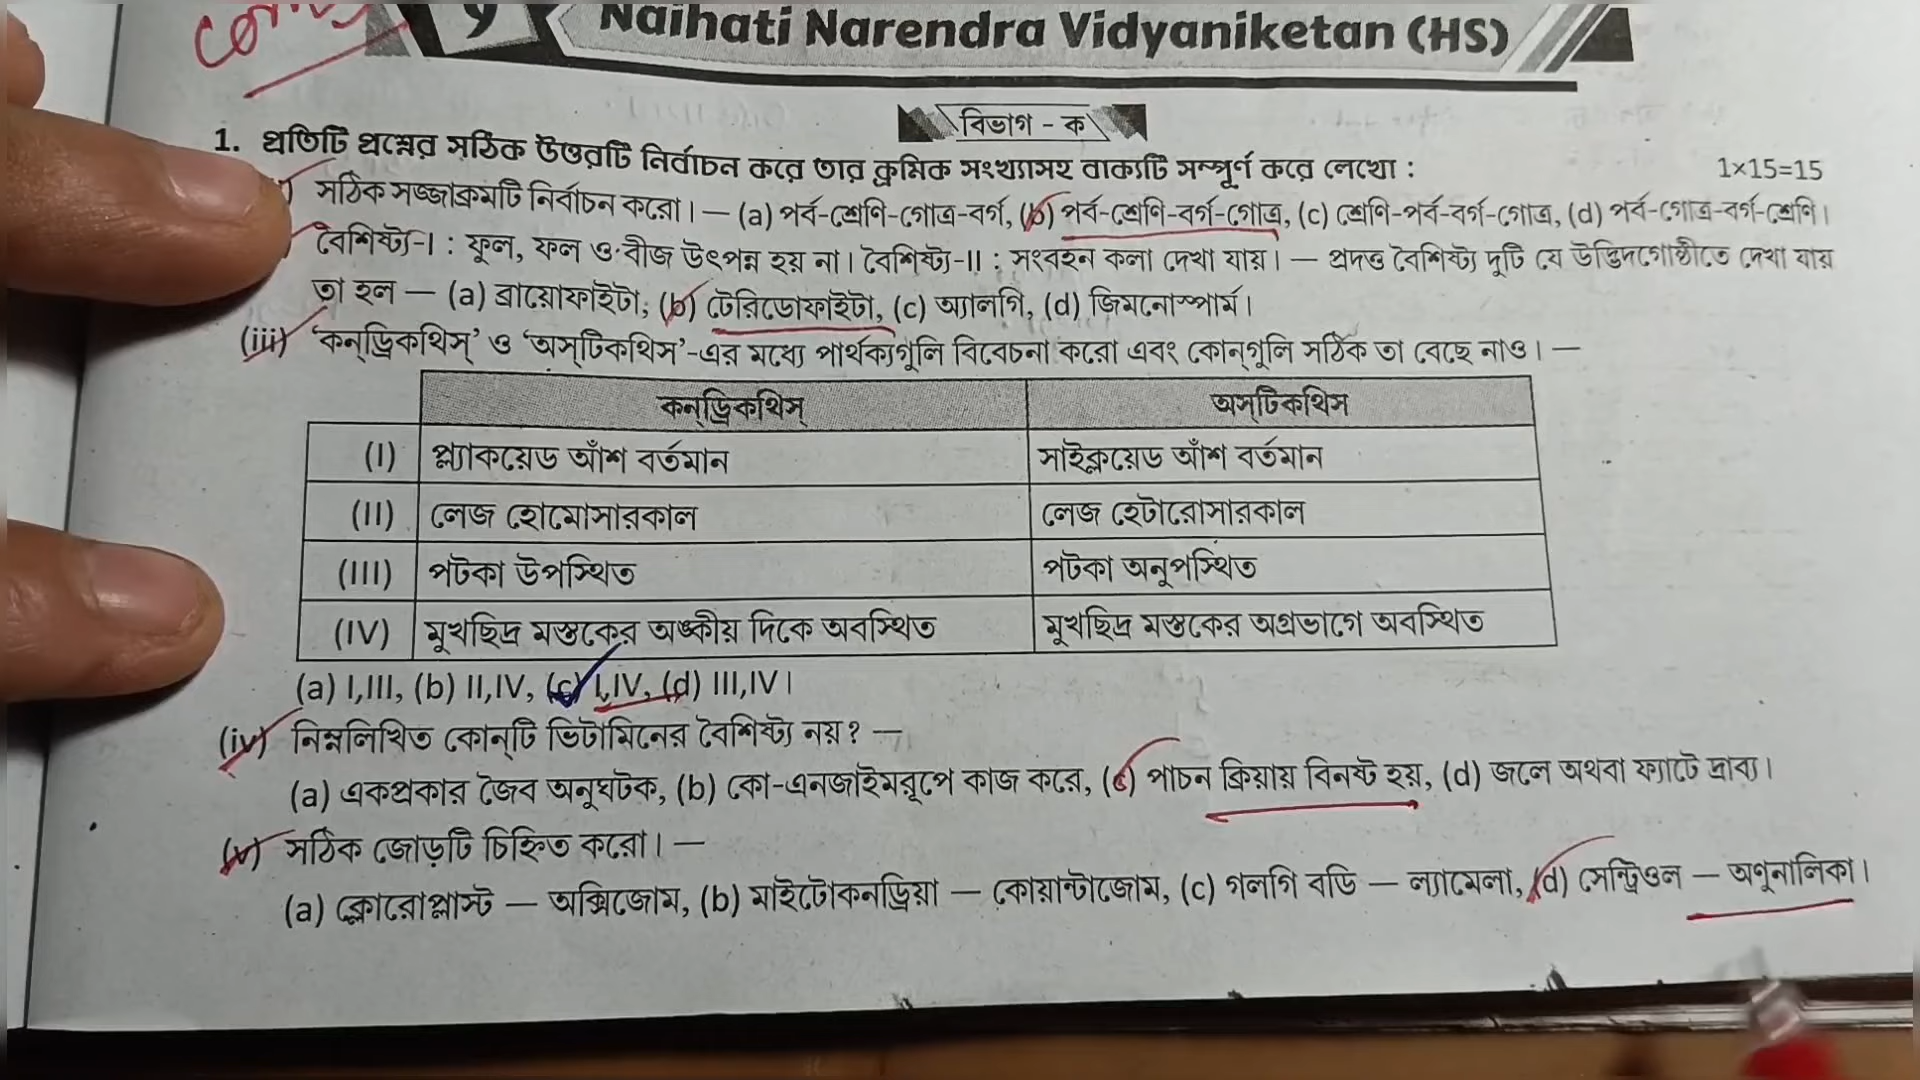 9 Naihati Narendra Vidyaniketan (HS)
বিভাগ - ক
1. প্রতিটি প্রশ্নের সঠিক উত্তরটি নির্বাচন করে তার ক্রমিক সংখ্যাসহ বাক্যটি সম্পূর্ণ করে লেখো : 1×15=15
সঠিক সজ্জাক্রমটি নির্বাচন করো। — (a) পর্ব-শ্রেণি-গোত্র-বর্গ, (b) পর্ব-শ্রেণি-বর্গ-গোত্র, (c) শ্রেণি-পর্ব-বর্গ-গোত্র, (d) পর্ব-গোত্র-বর্গ-শ্রেণি।
বৈশিষ্ট্য-I : ফুল, ফল ও বীজ উৎপন্ন হয় না। বৈশিষ্ট্য-II : সংবহন কলা দেখা যায়। — প্রদত্ত বৈশিষ্ট্য দুটি যে উদ্ভিদগোষ্ঠীতে দেখা যায়
তা হল — (a) ব্রায়োফাইটা, (b) টেরিডোফাইটা, (c) অ্যালগি, (d) জিমনোস্পার্ম।
(iii) 'কন্‌ড্রিকথিস্' ও 'অস্‌টিকথিস'-এর মধ্যে পার্থক্যগুলি বিবেচনা করো এবং কোন্‌গুলি সঠিক তা বেছে নাও। —
কন্‌ড্রিকথিস্ অস্‌টিকথিস
(I) প্ল্যাকয়েড আঁশ বর্তমান সাইক্লয়েড আঁশ বর্তমান
(II) লেজ হোমোসারকাল লেজ হেটারোসারকাল
(III) পটকা উপস্থিত পটকা অনুপস্থিত
(IV) মুখছিদ্র মস্তকের অঙ্কীয় দিকে অবস্থিত মুখছিদ্র মস্তকের অগ্রভাগে অবস্থিত
(a) I,III, (b) II,IV, (c) I,IV, (d) III,IV।
(iv) নিম্নলিখিত কোন্‌টি ভিটামিনের বৈশিষ্ট্য নয়? —
(a) একপ্রকার জৈব অনুঘটক, (b) কো-এনজাইমরূপে কাজ করে, (c) পাচন ক্রিয়ায় বিনষ্ট হয়, (d) জলে অথবা ফ্যাটে দ্রাব্য।
(v) সঠিক জোড়টি চিহ্নিত করো। —
(a) ক্লোরোপ্লাস্ট — অক্সিজোম, (b) মাইটোকনড্রিয়া — কোয়ান্টাজোম, (c) গলগি বডি — ল্যামেলা, (d) সেন্ট্রিওল — অণুনালিকা।